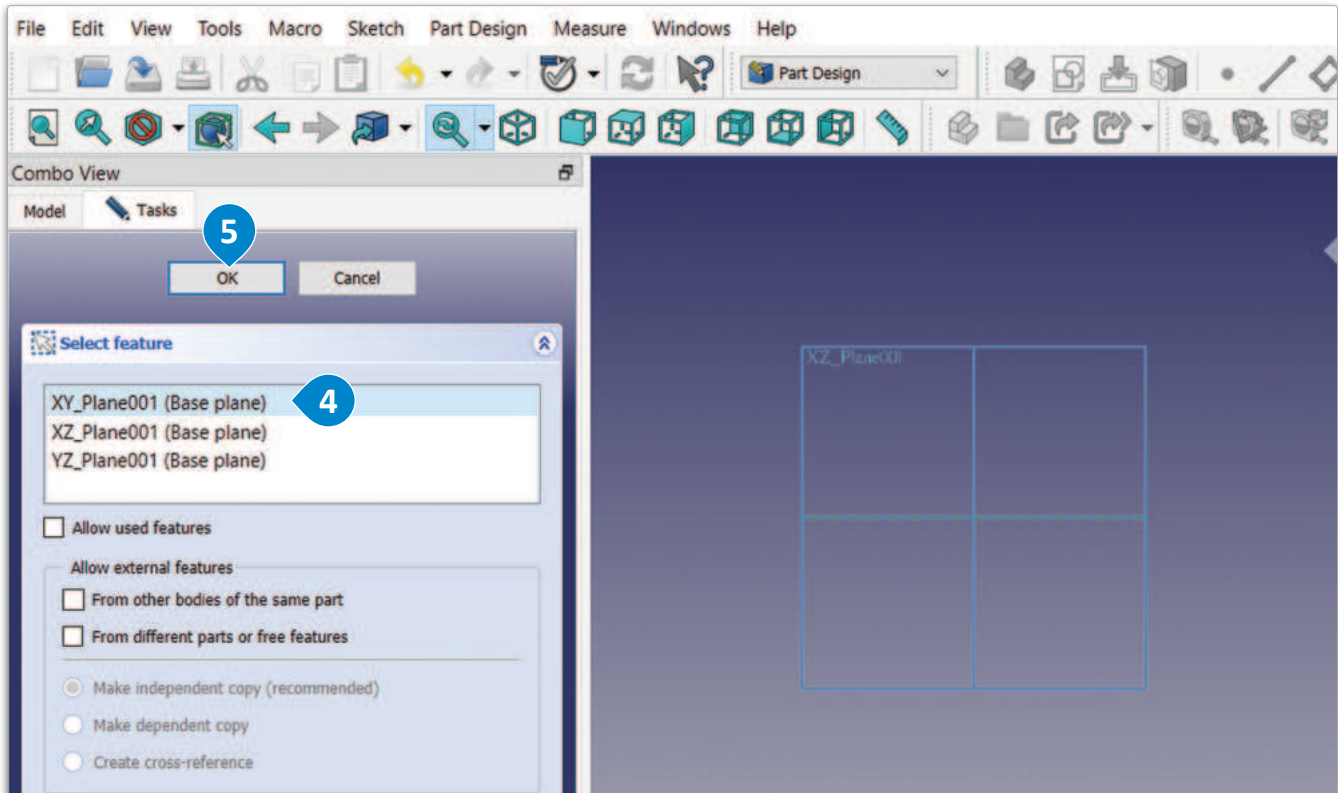 File Edit View Tools Macro Sketch Part Design Measure Windows Help
Part Design
Combo View
Model Tasks
5
OK Cancel
Select feature
XY_Plane001 (Base plane) 4
XZ_Plane001 (Base plane)
YZ_Plane001 (Base plane)
Allow used features
Allow external features
From other bodies of the same part
From different parts or free features
Make independent copy (recommended)
Make dependent copy
Create cross-reference
XZ_Plane001